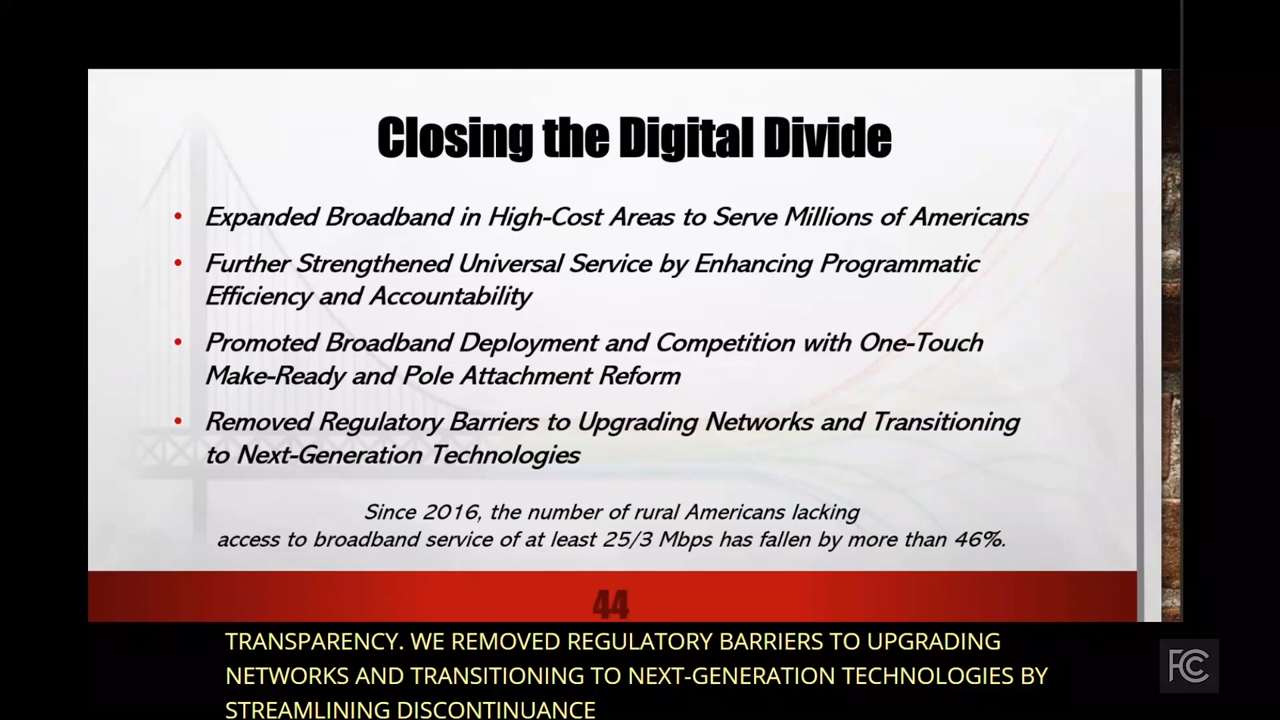 Closing the Digital Divide
• Expanded Broadband in High-Cost Areas to Serve Millions of Americans
• Further Strengthened Universal Service by Enhancing Programmatic
Efficiency and Accountability
• Promoted Broadband Deployment and Competition with One-Touch
Make-Ready and Pole Attachment Reform
• Removed Regulatory Barriers to Upgrading Networks and Transitioning
to Next-Generation Technologies
Since 2016, the number of rural Americans lacking
access to broadband service of at least 25/3 Mbps has fallen by more than 46%.
44
TRANSPARENCY. WE REMOVED REGULATORY BARRIERS TO UPGRADING
NETWORKS AND TRANSITIONING TO NEXT-GENERATION TECHNOLOGIES BY
STREAMLINING DISCONTINUANCE
FCC